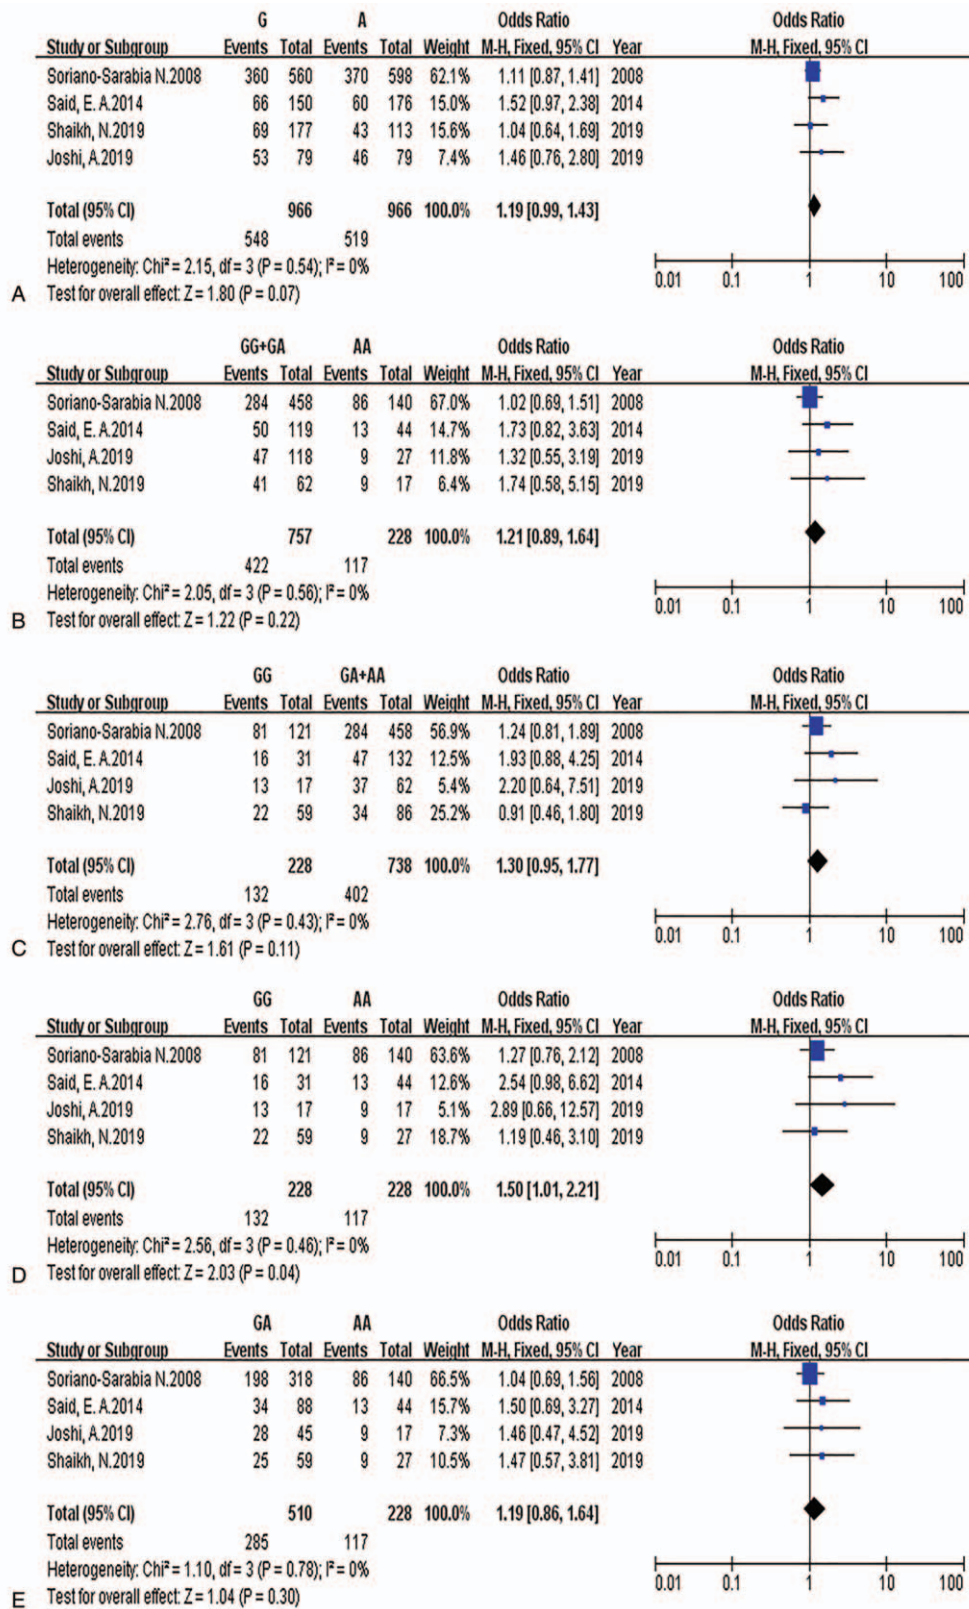 G A Odds Ratio Odds Ratio
Study or Subgroup Events Total Events Total Weight M-H, Fixed, 95% CI Year M-H, Fixed, 95% CI
Soriano-Sarabia N.2008 360 560 370 598 62.1% 1.11 [0.87, 1.41] 2008
Said, E. A.2014 66 150 60 176 15.0% 1.52 [0.97, 2.38] 2014
Shaikh, N.2019 69 177 43 113 15.6% 1.04 [0.64, 1.69] 2019
Joshi, A.2019 53 79 46 79 7.4% 1.46 [0.76, 2.80] 2019
Total (95% CI) 966 966 100.0% 1.19 [0.99, 1.43]
Total events 548 519
Heterogeneity: Chi² = 2.15, df = 3 (P = 0.54); I² = 0%
0.01 0.1 1 10 100
A Test for overall effect: Z = 1.80 (P = 0.07)
GG+GA AA Odds Ratio Odds Ratio
Study or Subgroup Events Total Events Total Weight M-H, Fixed, 95% CI Year M-H, Fixed, 95% CI
Soriano-Sarabia N.2008 284 458 86 140 67.0% 1.02 [0.69, 1.51] 2008
Said, E. A.2014 50 119 13 44 14.7% 1.73 [0.82, 3.63] 2014
Joshi, A.2019 47 118 9 27 11.8% 1.32 [0.55, 3.19] 2019
Shaikh, N.2019 41 62 9 17 6.4% 1.74 [0.58, 5.15] 2019
Total (95% CI) 757 228 100.0% 1.21 [0.89, 1.64]
Total events 422 117
Heterogeneity: Chi² = 2.05, df = 3 (P = 0.56); I² = 0%
0.01 0.1 1 10 100
B Test for overall effect: Z = 1.22 (P = 0.22)
GG GA+AA Odds Ratio Odds Ratio
Study or Subgroup Events Total Events Total Weight M-H, Fixed, 95% CI Year M-H, Fixed, 95% CI
Soriano-Sarabia N.2008 81 121 284 458 56.9% 1.24 [0.81, 1.89] 2008
Said, E. A.2014 16 31 47 132 12.5% 1.93 [0.88, 4.25] 2014
Joshi, A.2019 13 17 37 62 5.4% 2.20 [0.64, 7.51] 2019
Shaikh, N.2019 22 59 34 86 25.2% 0.91 [0.46, 1.80] 2019
Total (95% CI) 228 738 100.0% 1.30 [0.95, 1.77]
Total events 132 402
Heterogeneity: Chi² = 2.76, df = 3 (P = 0.43); I² = 0%
0.01 0.1 1 10 100
C Test for overall effect: Z = 1.61 (P = 0.11)
GG AA Odds Ratio Odds Ratio
Study or Subgroup Events Total Events Total Weight M-H, Fixed, 95% CI Year M-H, Fixed, 95% CI
Soriano-Sarabia N.2008 81 121 86 140 63.6% 1.27 [0.76, 2.12] 2008
Said, E. A.2014 16 31 13 44 12.6% 2.54 [0.98, 6.62] 2014
Joshi, A.2019 13 17 9 17 5.1% 2.89 [0.66, 12.57] 2019
Shaikh, N.2019 22 59 9 27 18.7% 1.19 [0.46, 3.10] 2019
Total (95% CI) 228 228 100.0% 1.50 [1.01, 2.21]
Total events 132 117
Heterogeneity: Chi² = 2.56, df = 3 (P = 0.46); I² = 0%
0.01 0.1 1 10 100
D Test for overall effect: Z = 2.03 (P = 0.04)
GA AA Odds Ratio Odds Ratio
Study or Subgroup Events Total Events Total Weight M-H, Fixed, 95% CI Year M-H, Fixed, 95% CI
Soriano-Sarabia N.2008 198 318 86 140 66.5% 1.04 [0.69, 1.56] 2008
Said, E. A.2014 34 88 13 44 15.7% 1.50 [0.69, 3.27] 2014
Joshi, A.2019 28 45 9 17 7.3% 1.46 [0.47, 4.52] 2019
Shaikh, N.2019 25 59 9 27 10.5% 1.47 [0.57, 3.81] 2019
Total (95% CI) 510 228 100.0% 1.19 [0.86, 1.64]
Total events 285 117
Heterogeneity: Chi² = 1.10, df = 3 (P = 0.78); I² = 0%
0.01 0.1 1 10 100
E Test for overall effect: Z = 1.04 (P = 0.30)